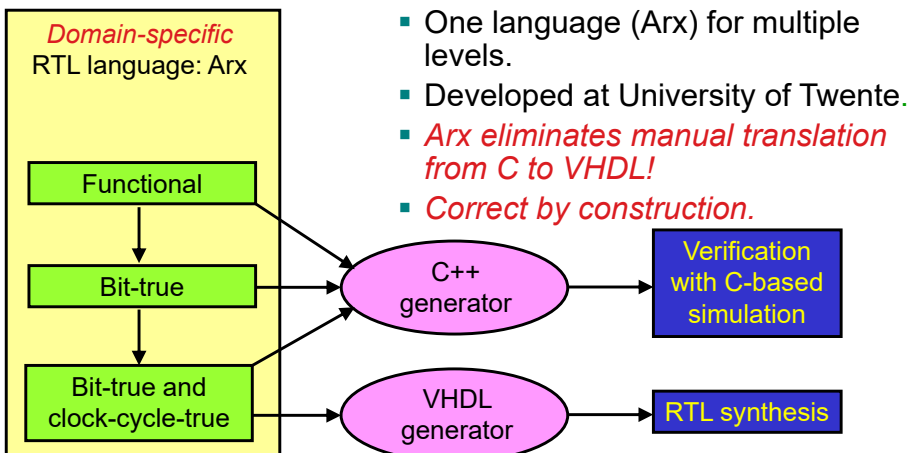 Domain-specific
RTL language: Arx
▪ One language (Arx) for multiple
levels.
▪ Developed at University of Twente.
▪ Arx eliminates manual translation
from C to VHDL!
▪ Correct by construction.
Functional
Bit-true
Bit-true and
clock-cycle-true
C++
generator
VHDL
generator
Verification
with C-based
simulation
RTL synthesis